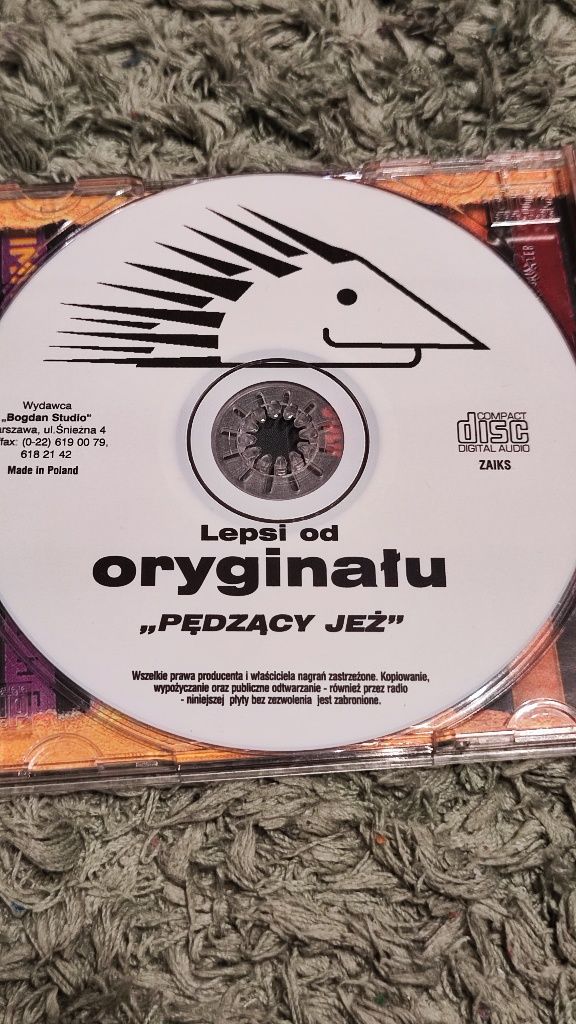 Wydawca
„Bogdan Studio"
arszawa, ul.Śnieżna 4
fax: (0-22) 619 00 79,
618 21 42
Made in Poland
COMPACT
disc
DIGITAL AUDIO
ZAIKS
Lepsi od
oryginału
„PĘDZĄCY JEŻ”
Wszelkie prawa producenta i właściciela nagrań zastrzeżone. Kopiowanie,
wypożyczanie oraz publiczne odtwarzanie - również przez radio
- niniejszej płyty bez zezwolenia jest zabronione.